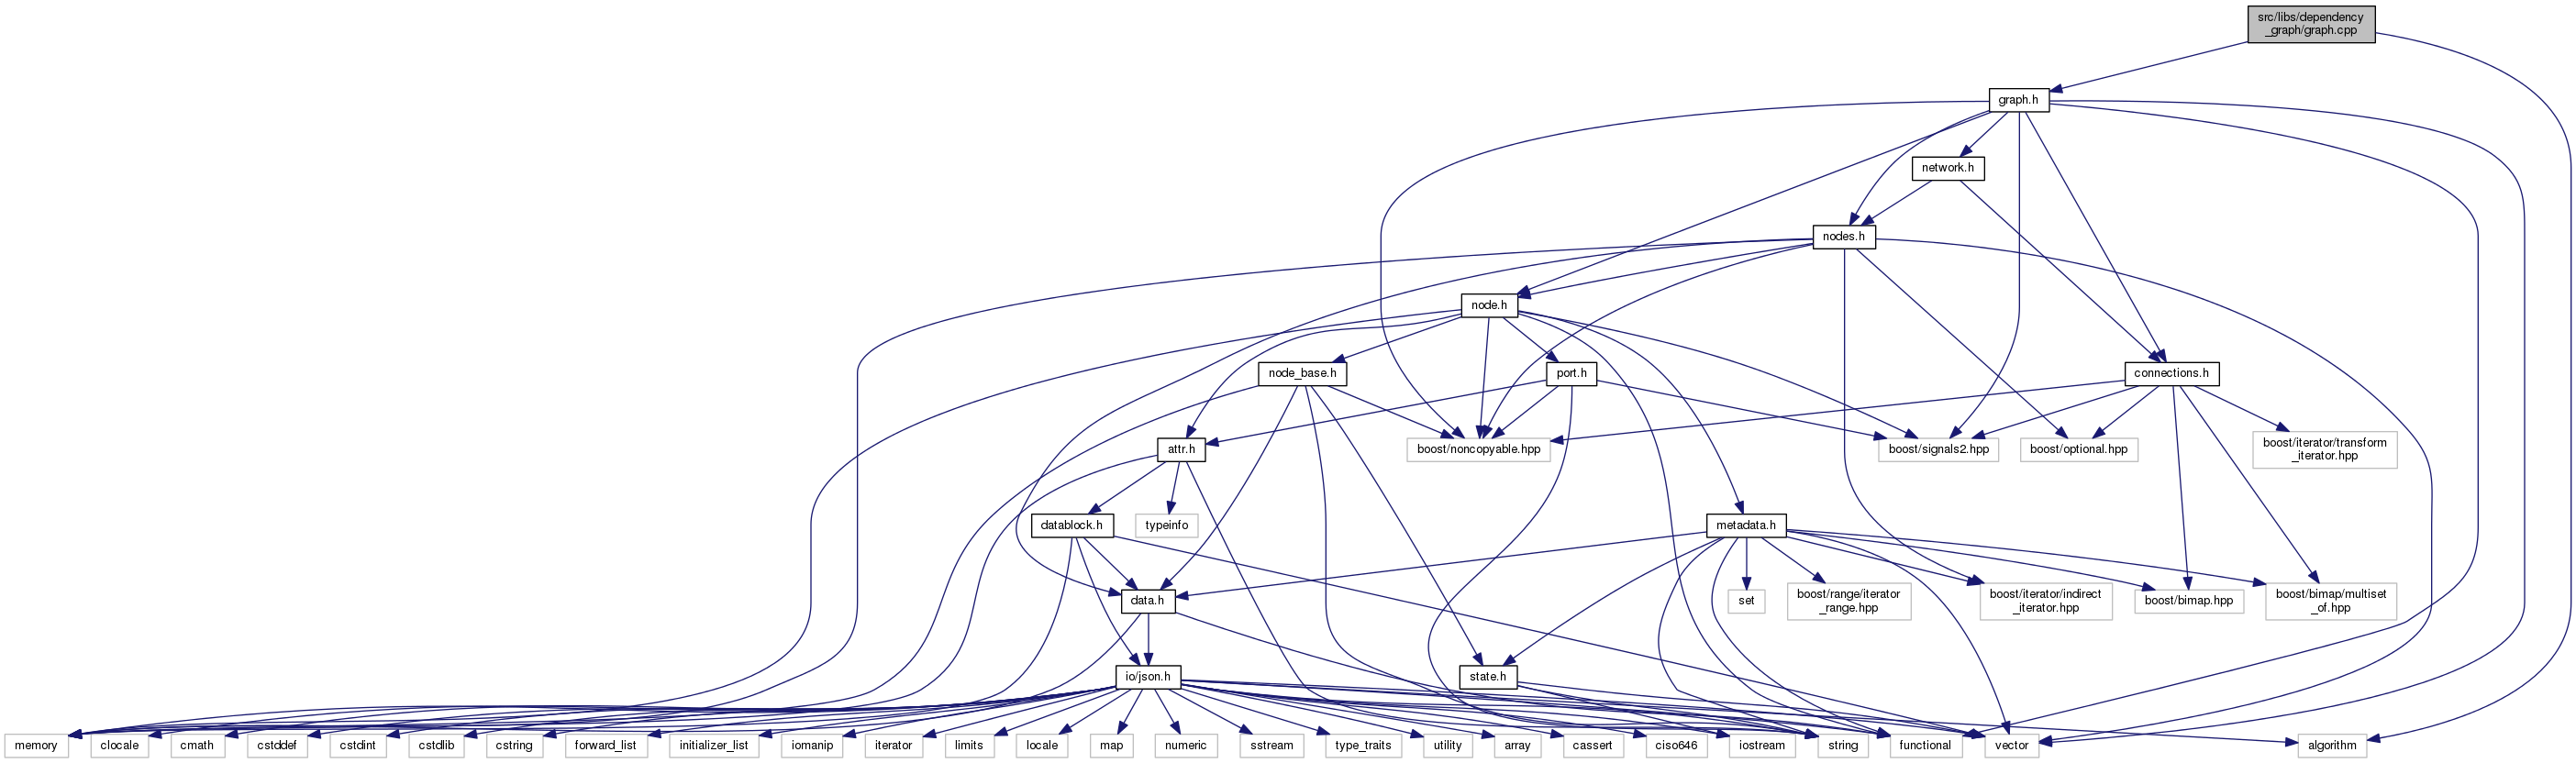 src/libs/dependency
_graph/graph.cpp
graph.h
network.h
nodes.h
node.h
node_base.h
port.h
connections.h
attr.h
boost/noncopyable.hpp
boost/signals2.hpp
boost/optional.hpp
boost/iterator/transform
_iterator.hpp
datablock.h
typeinfo
metadata.h
data.h
set
boost/range/iterator
_range.hpp
boost/iterator/indirect
_iterator.hpp
boost/bimap.hpp
boost/bimap/multiset
_of.hpp
io/json.h
state.h
memory
clocale
cmath
cstddef
cstdint
cstdlib
cstring
forward_list
initializer_list
iomanip
iterator
limits
locale
map
numeric
sstream
type_traits
utility
array
cassert
ciso646
iostream
string
functional
vector
algorithm